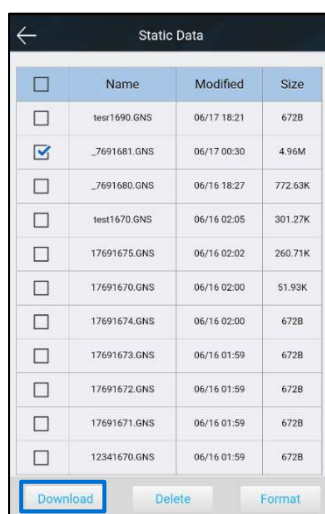 Static Data
Name Modified Size
tesr1690.GNS 06/17 18:21 672B
_7691681.GNS 06/17 00:30 4.96M
_7691680.GNS 06/16 18:27 772.63K
test1670.GNS 06/16 02:05 301.27K
17691675.GNS 06/16 02:02 260.71K
17691670.GNS 06/16 02:00 51.93K
17691674.GNS 06/16 02:00 672B
17691673.GNS 06/16 01:59 672B
17691672.GNS 06/16 01:59 672B
17691671.GNS 06/16 01:59 672B
12341670.GNS 06/16 01:59 672B
Download Delete Format